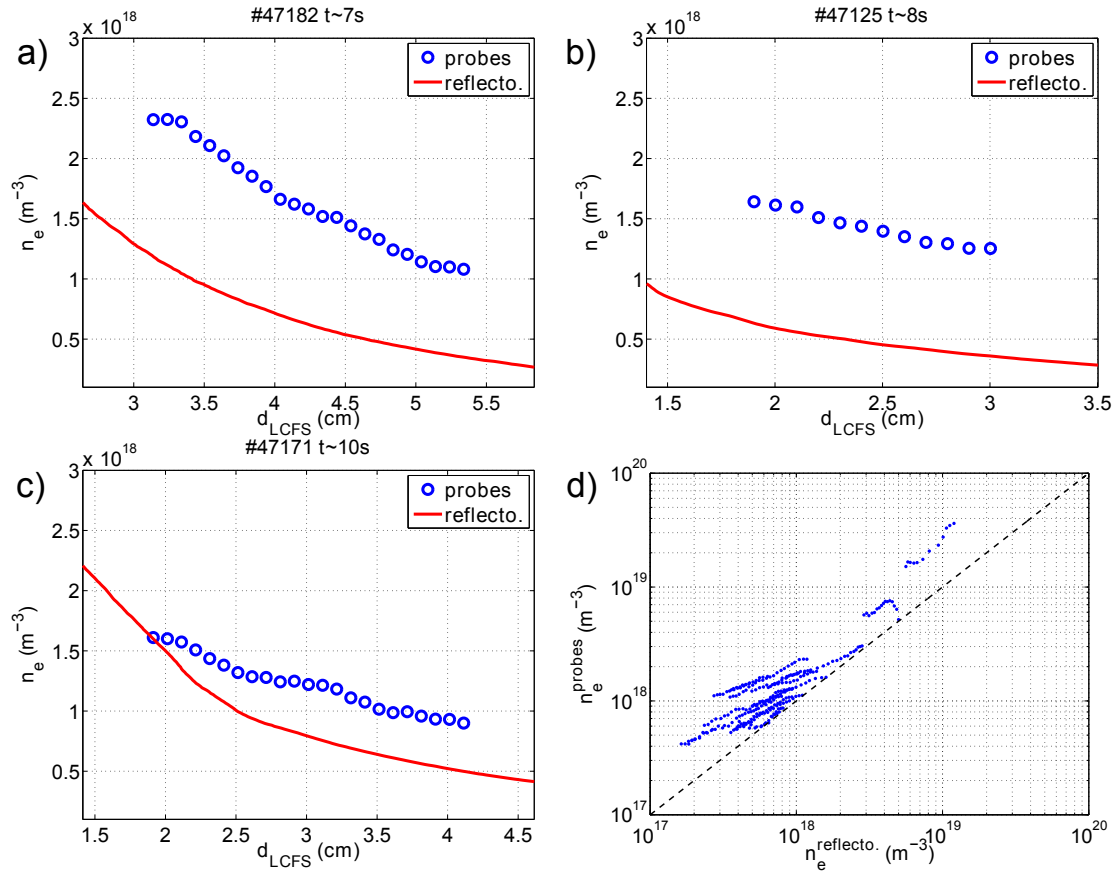 #47182 t~7s
x 10^18
a)
probes
reflecto.
3
2.5
2
1.5
1
0.5
n_e (m^−3)
3 3.5 4 4.5 5 5.5
d_LCFS (cm)
#47125 t~8s
x 10^18
b)
probes
reflecto.
3
2.5
2
1.5
1
0.5
n_e (m^−3)
1.5 2 2.5 3 3.5
d_LCFS (cm)
#47171 t~10s
x 10^18
c)
probes
reflecto.
3
2.5
2
1.5
1
0.5
n_e (m^−3)
1.5 2 2.5 3 3.5 4 4.5
d_LCFS (cm)
d)
10^20
10^19
10^18
10^17
n_e^probes (m^−3)
10^17 10^18 10^19 10^20
n_e^reflecto. (m^−3)